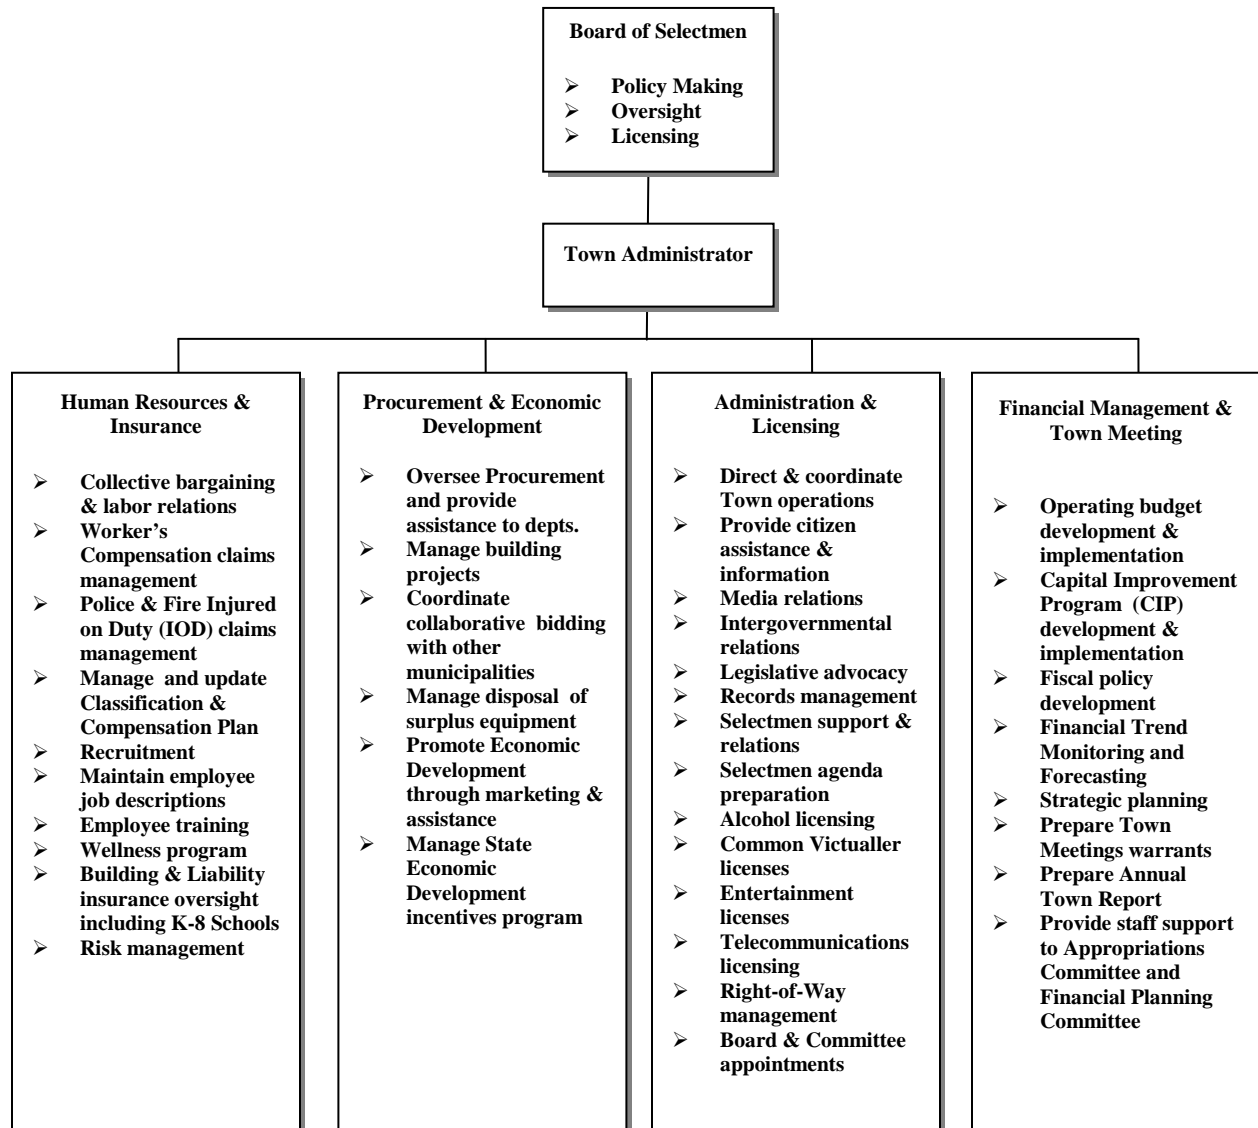 Board of Selectmen
➢ Policy Making
➢ Oversight
➢ Licensing
Town Administrator
Human Resources &
Insurance
➢ Collective bargaining
& labor relations
➢ Worker's
Compensation claims
management
➢ Police & Fire Injured
on Duty (IOD) claims
management
➢ Manage and update
Classification &
Compensation Plan
➢ Recruitment
➢ Maintain employee
job descriptions
➢ Employee training
➢ Wellness program
➢ Building & Liability
insurance oversight
including K-8 Schools
➢ Risk management
Procurement & Economic
Development
➢ Oversee Procurement
and provide
assistance to depts.
➢ Manage building
projects
➢ Coordinate
collaborative bidding
with other
municipalities
➢ Manage disposal of
surplus equipment
➢ Promote Economic
Development
through marketing &
assistance
➢ Manage State
Economic
Development
incentives program
Administration &
Licensing
➢ Direct & coordinate
Town operations
➢ Provide citizen
assistance &
information
➢ Media relations
➢ Intergovernmental
relations
➢ Legislative advocacy
➢ Records management
➢ Selectmen support &
relations
➢ Selectmen agenda
preparation
➢ Alcohol licensing
➢ Common Victualler
licenses
➢ Entertainment
licenses
➢ Telecommunications
licensing
➢ Right-of-Way
management
➢ Board & Committee
appointments
Financial Management &
Town Meeting
➢ Operating budget
development &
implementation
➢ Capital Improvement
Program (CIP)
development &
implementation
➢ Fiscal policy
development
➢ Financial Trend
Monitoring and
Forecasting
➢ Strategic planning
➢ Prepare Town
Meetings warrants
➢ Prepare Annual
Town Report
➢ Provide staff support
to Appropriations
Committee and
Financial Planning
Committee